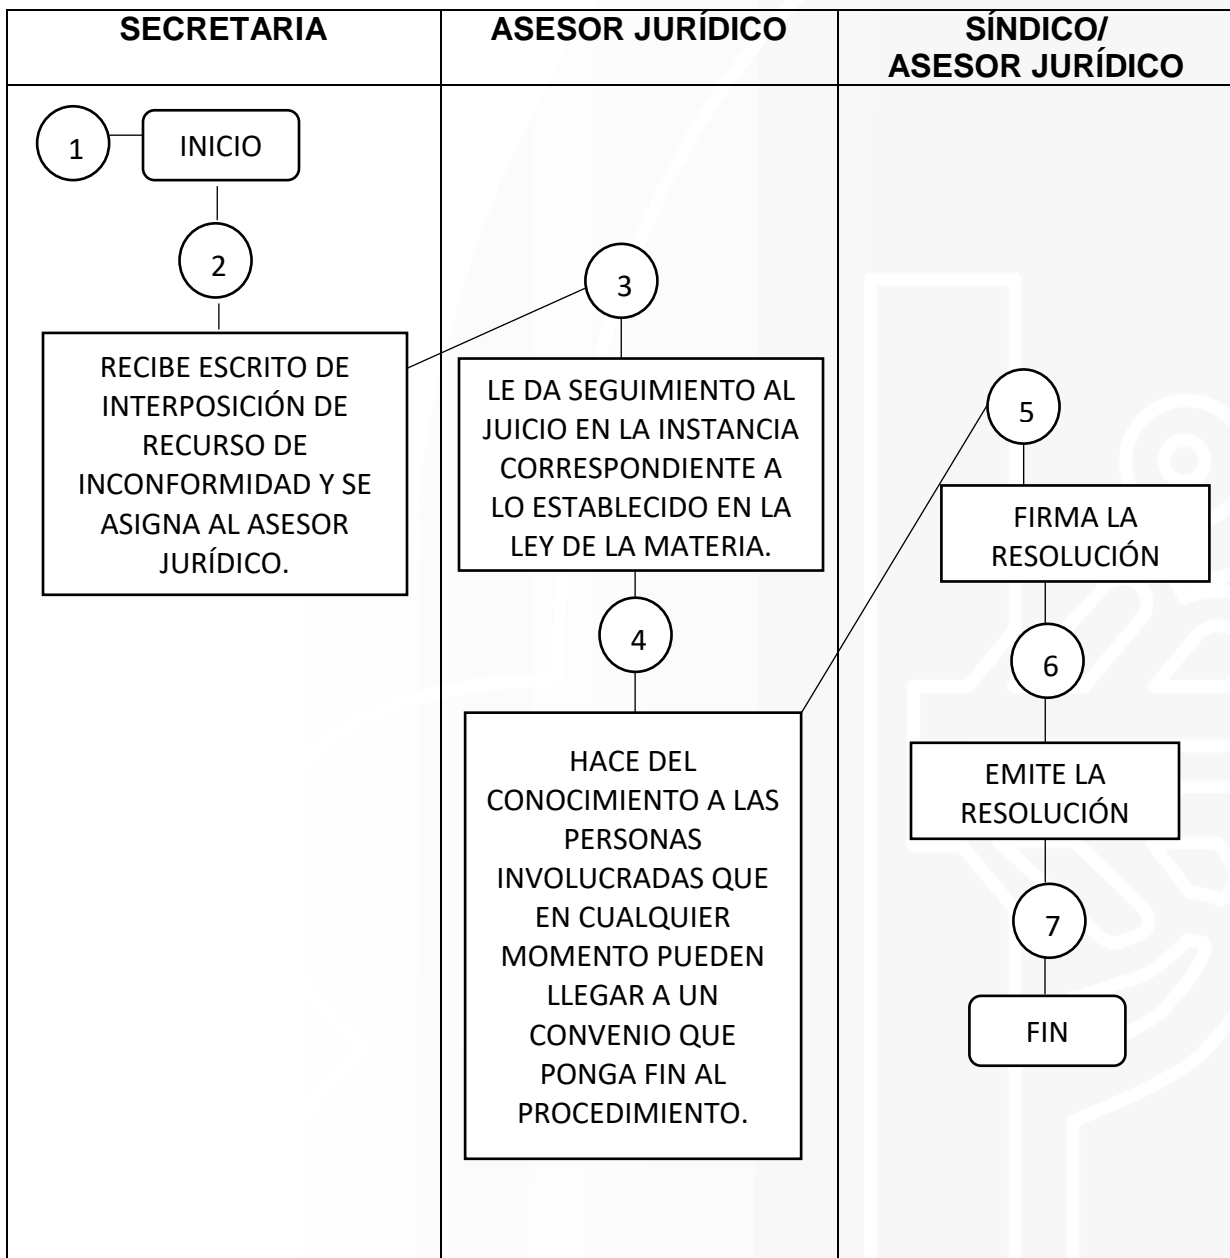 SECRETARIA
ASESOR JURÍDICO
SÍNDICO/
ASESOR JURÍDICO
1
INICIO
2
RECIBE ESCRITO DE
INTERPOSICIÓN DE
RECURSO DE
INCONFORMIDAD Y SE
ASIGNA AL ASESOR
JURÍDICO.
3
LE DA SEGUIMIENTO AL
JUICIO EN LA INSTANCIA
CORRESPONDIENTE A
LO ESTABLECIDO EN LA
LEY DE LA MATERIA.
4
HACE DEL
CONOCIMIENTO A LAS
PERSONAS
INVOLUCRADAS QUE
EN CUALQUIER
MOMENTO PUEDEN
LLEGAR A UN
CONVENIO QUE
PONGA FIN AL
PROCEDIMIENTO.
5
FIRMA LA
RESOLUCIÓN
6
EMITE LA
RESOLUCIÓN
7
FIN